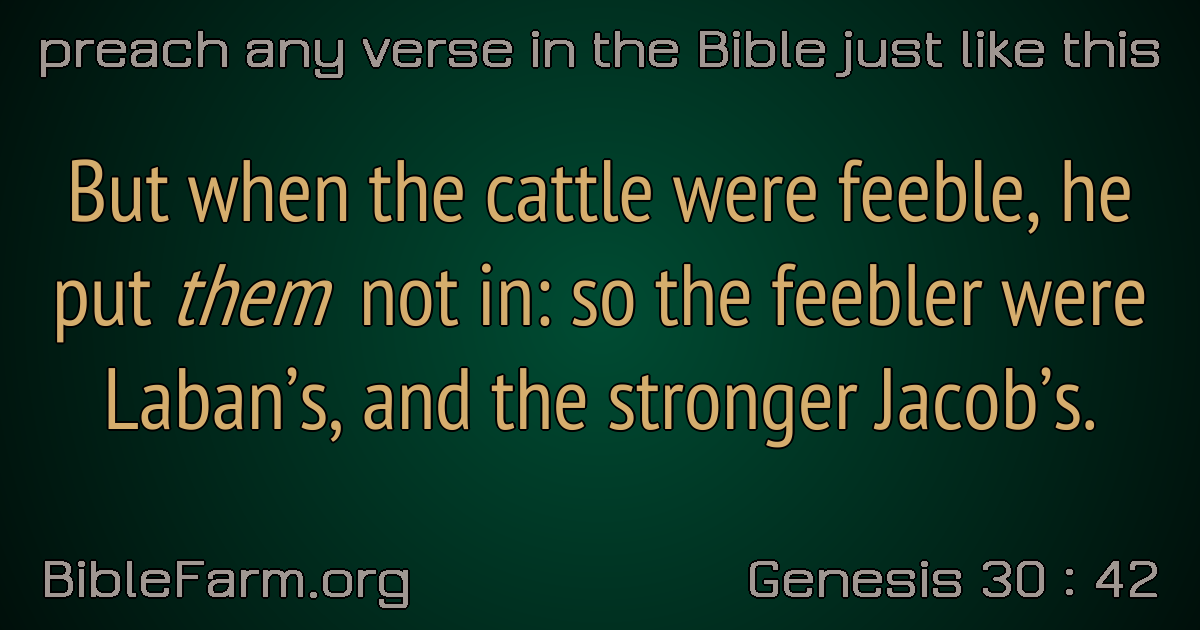 preach any verse in the Bible just like this
But when the cattle were feeble, he
put them not in: so the feebler were
Laban’s, and the stronger Jacob’s.
BibleFarm.org
Genesis 30 : 42